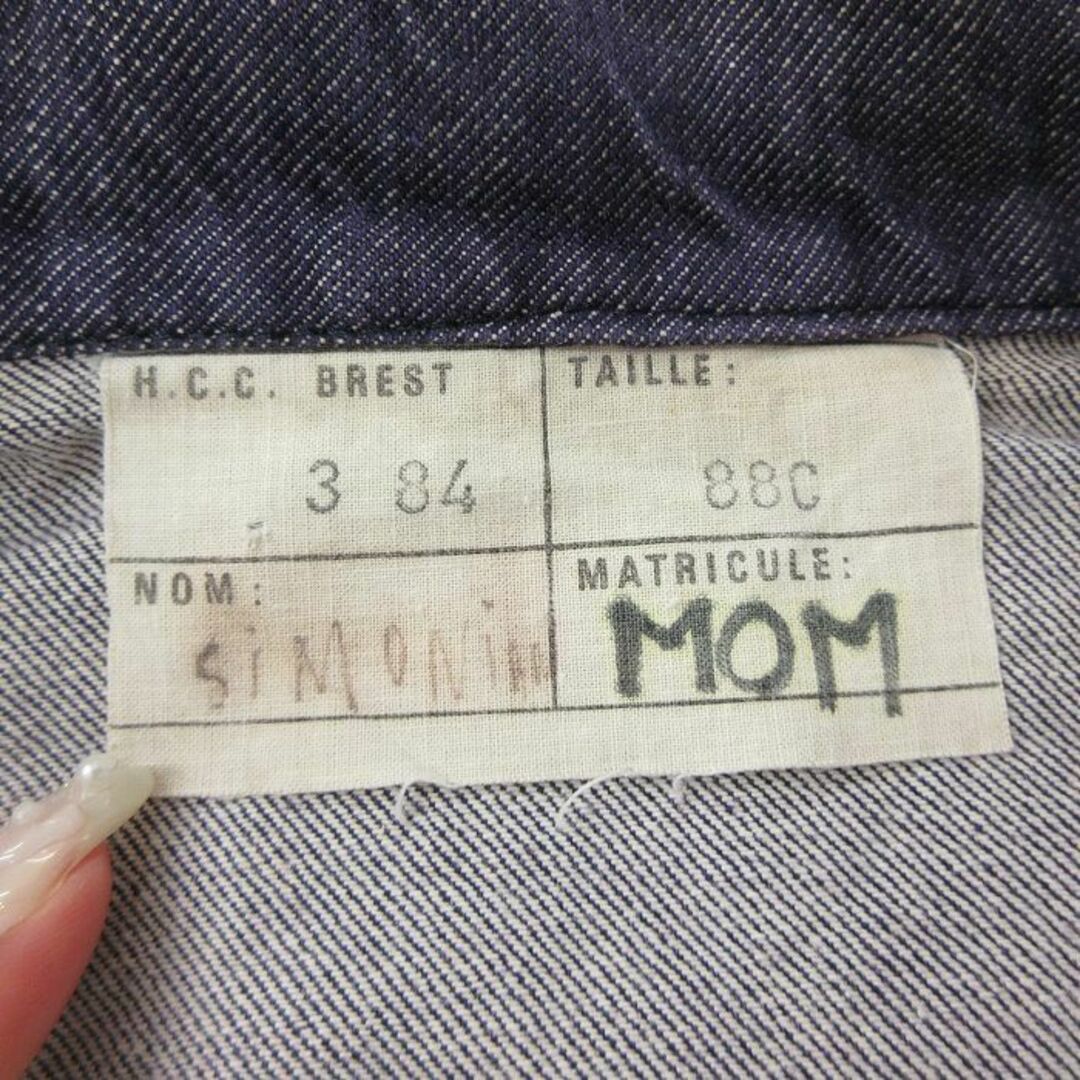 H.C.C. BREST
TAILLE:
3 84
88C
NOM:
MATRICULE:
SiMONiN
MOM